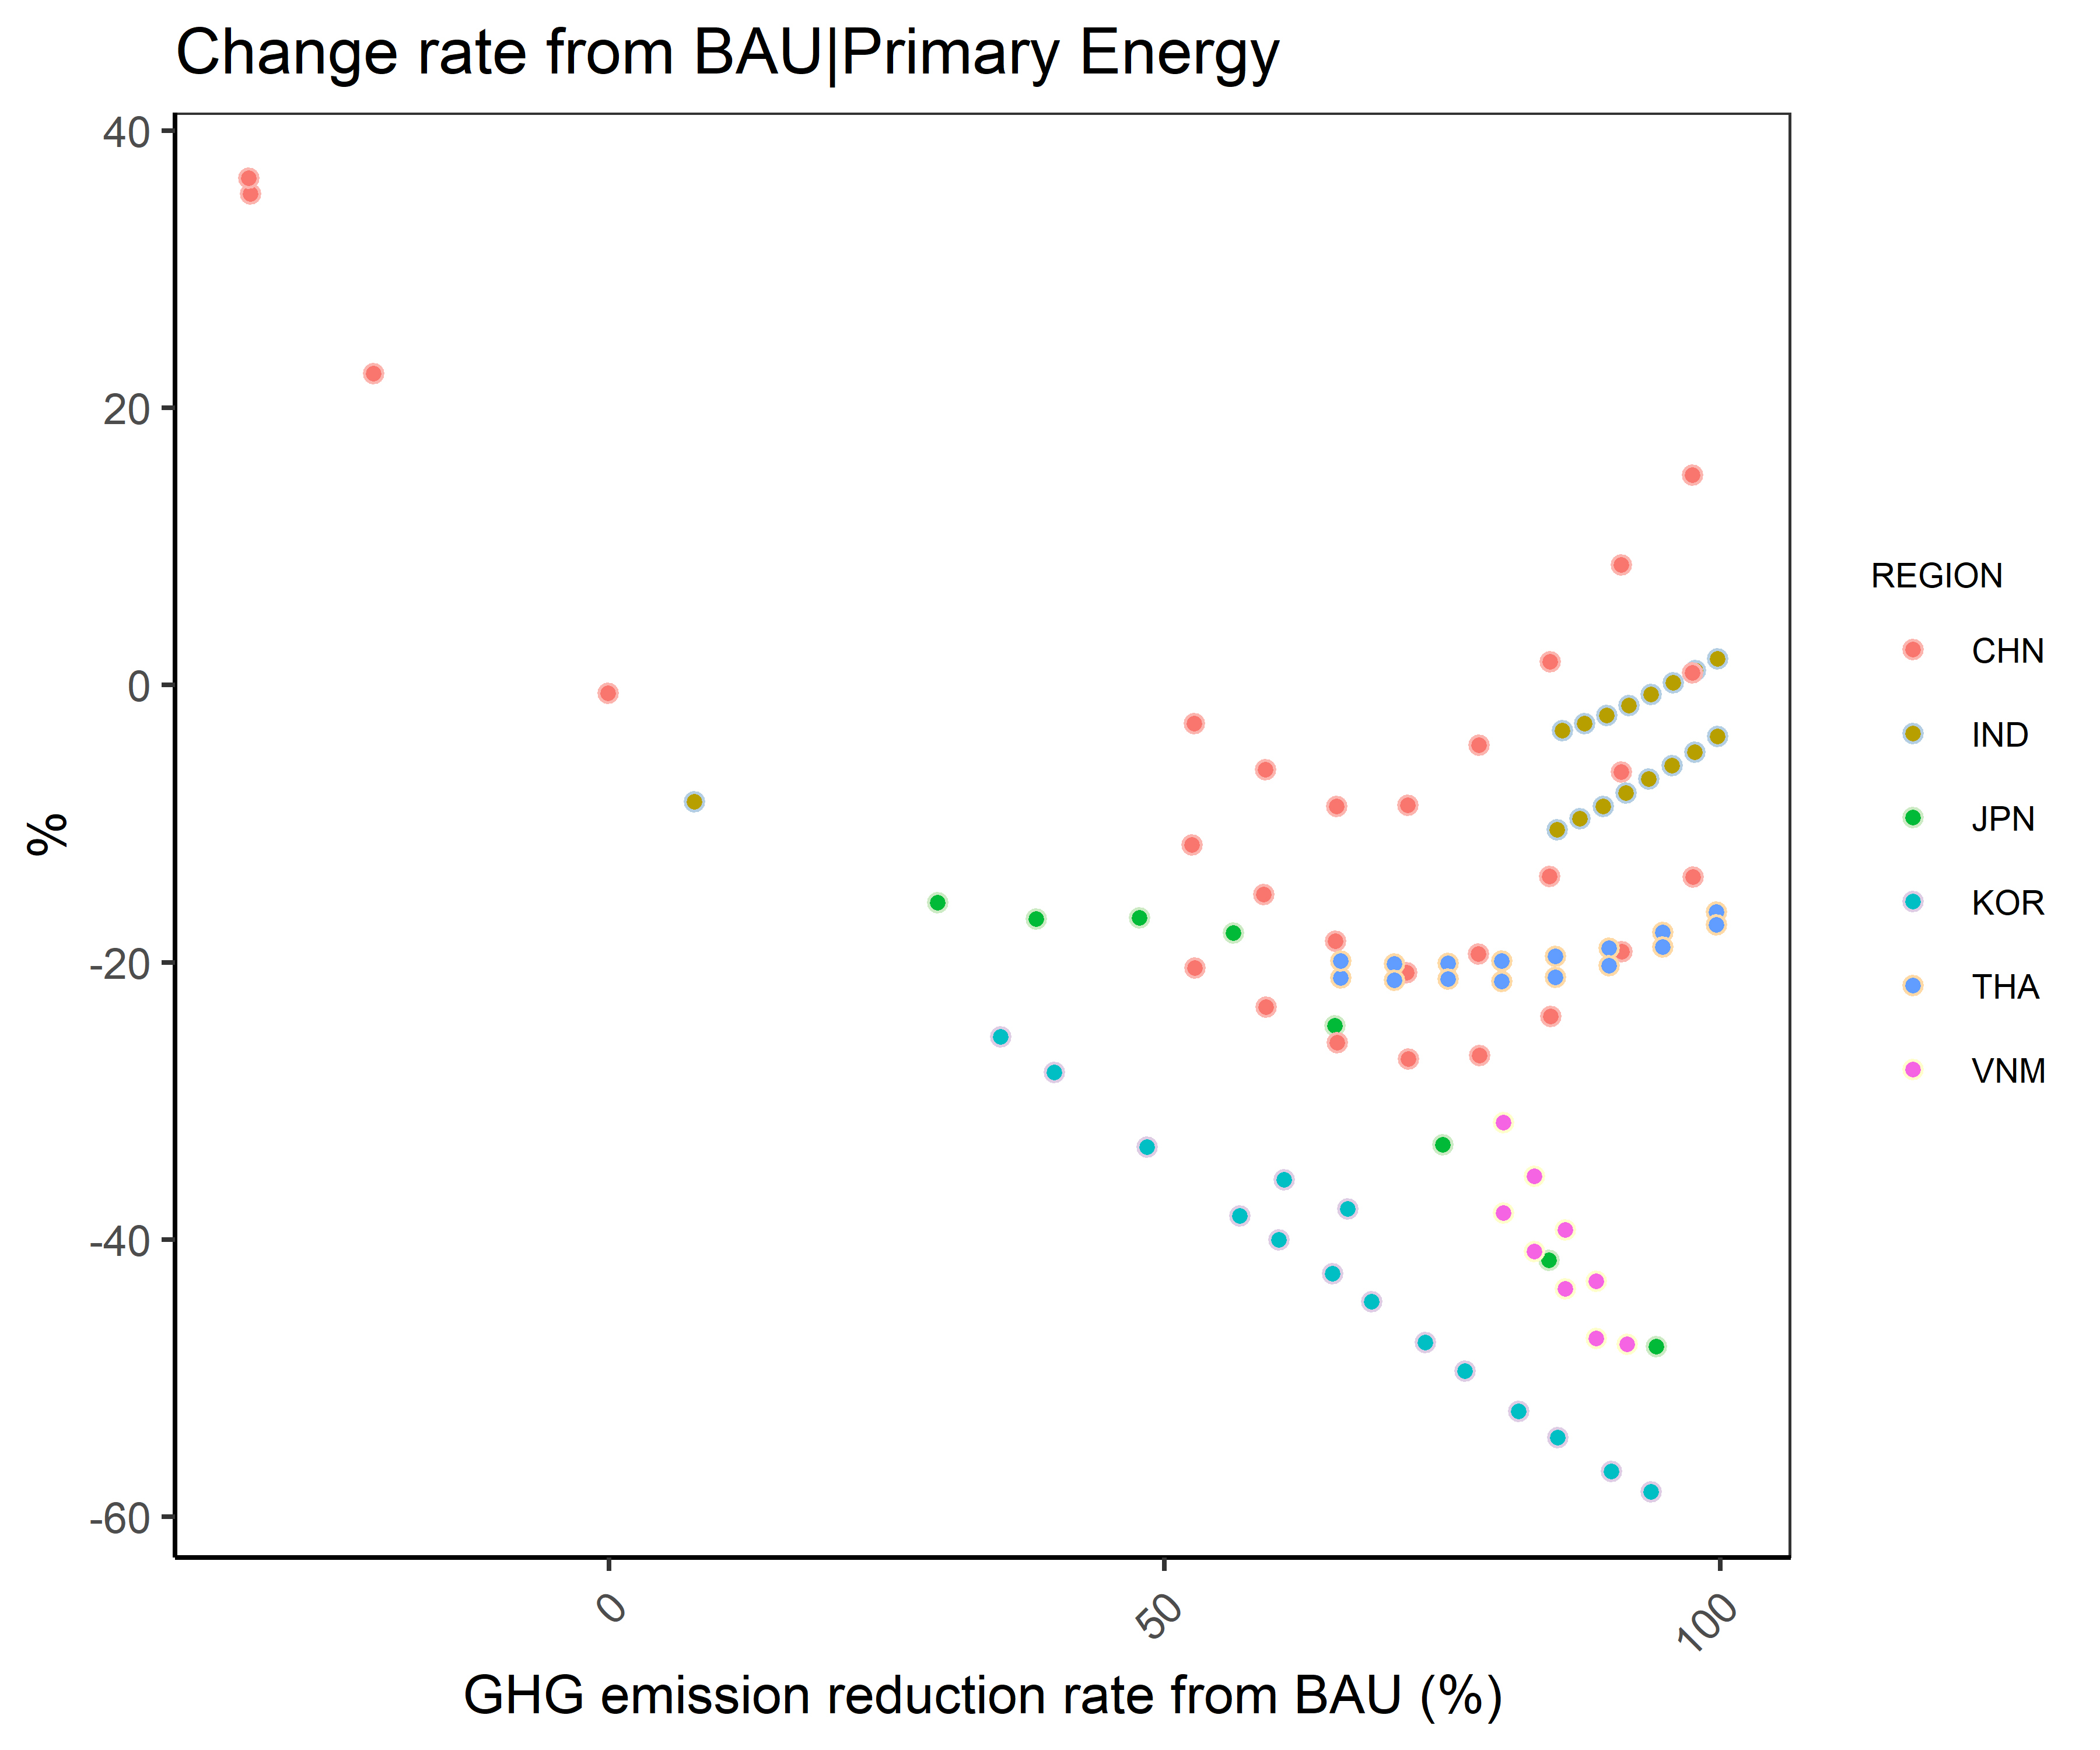 Change rate from BAU|Primary Energy
40
20
0
-20
-40
-60
%
0
50
100
GHG emission reduction rate from BAU (%)
REGION
CHN
IND
JPN
KOR
THA
VNM